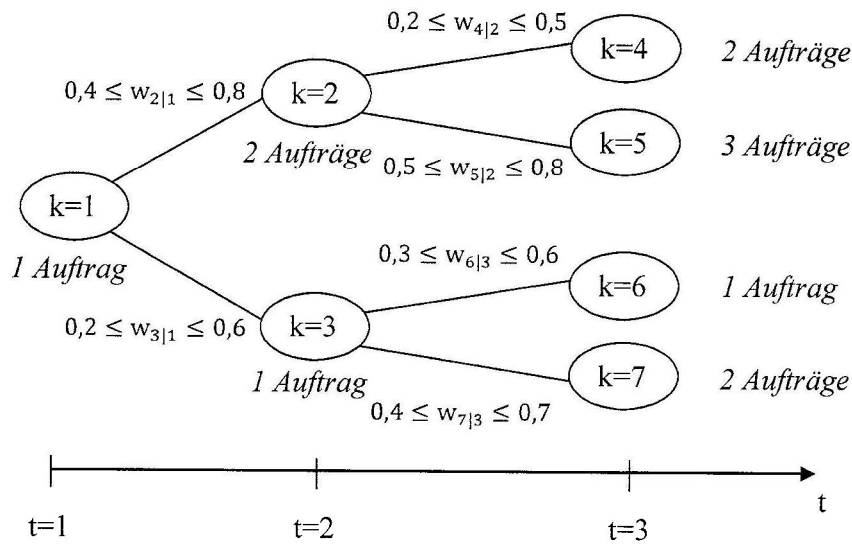 0,2 ≤ w₄|₂ ≤ 0,5
k=4
2 Aufträge
0,4 ≤ w₂|₁ ≤ 0,8
k=2
2 Aufträge
k=5
3 Aufträge
0,5 ≤ w₅|₂ ≤ 0,8
k=1
1 Auftrag
0,3 ≤ w₆|₃ ≤ 0,6
k=6
1 Auftrag
0,2 ≤ w₃|₁ ≤ 0,6
k=3
1 Auftrag
k=7
2 Aufträge
0,4 ≤ w₇|₃ ≤ 0,7
t
t=1
t=2
t=3